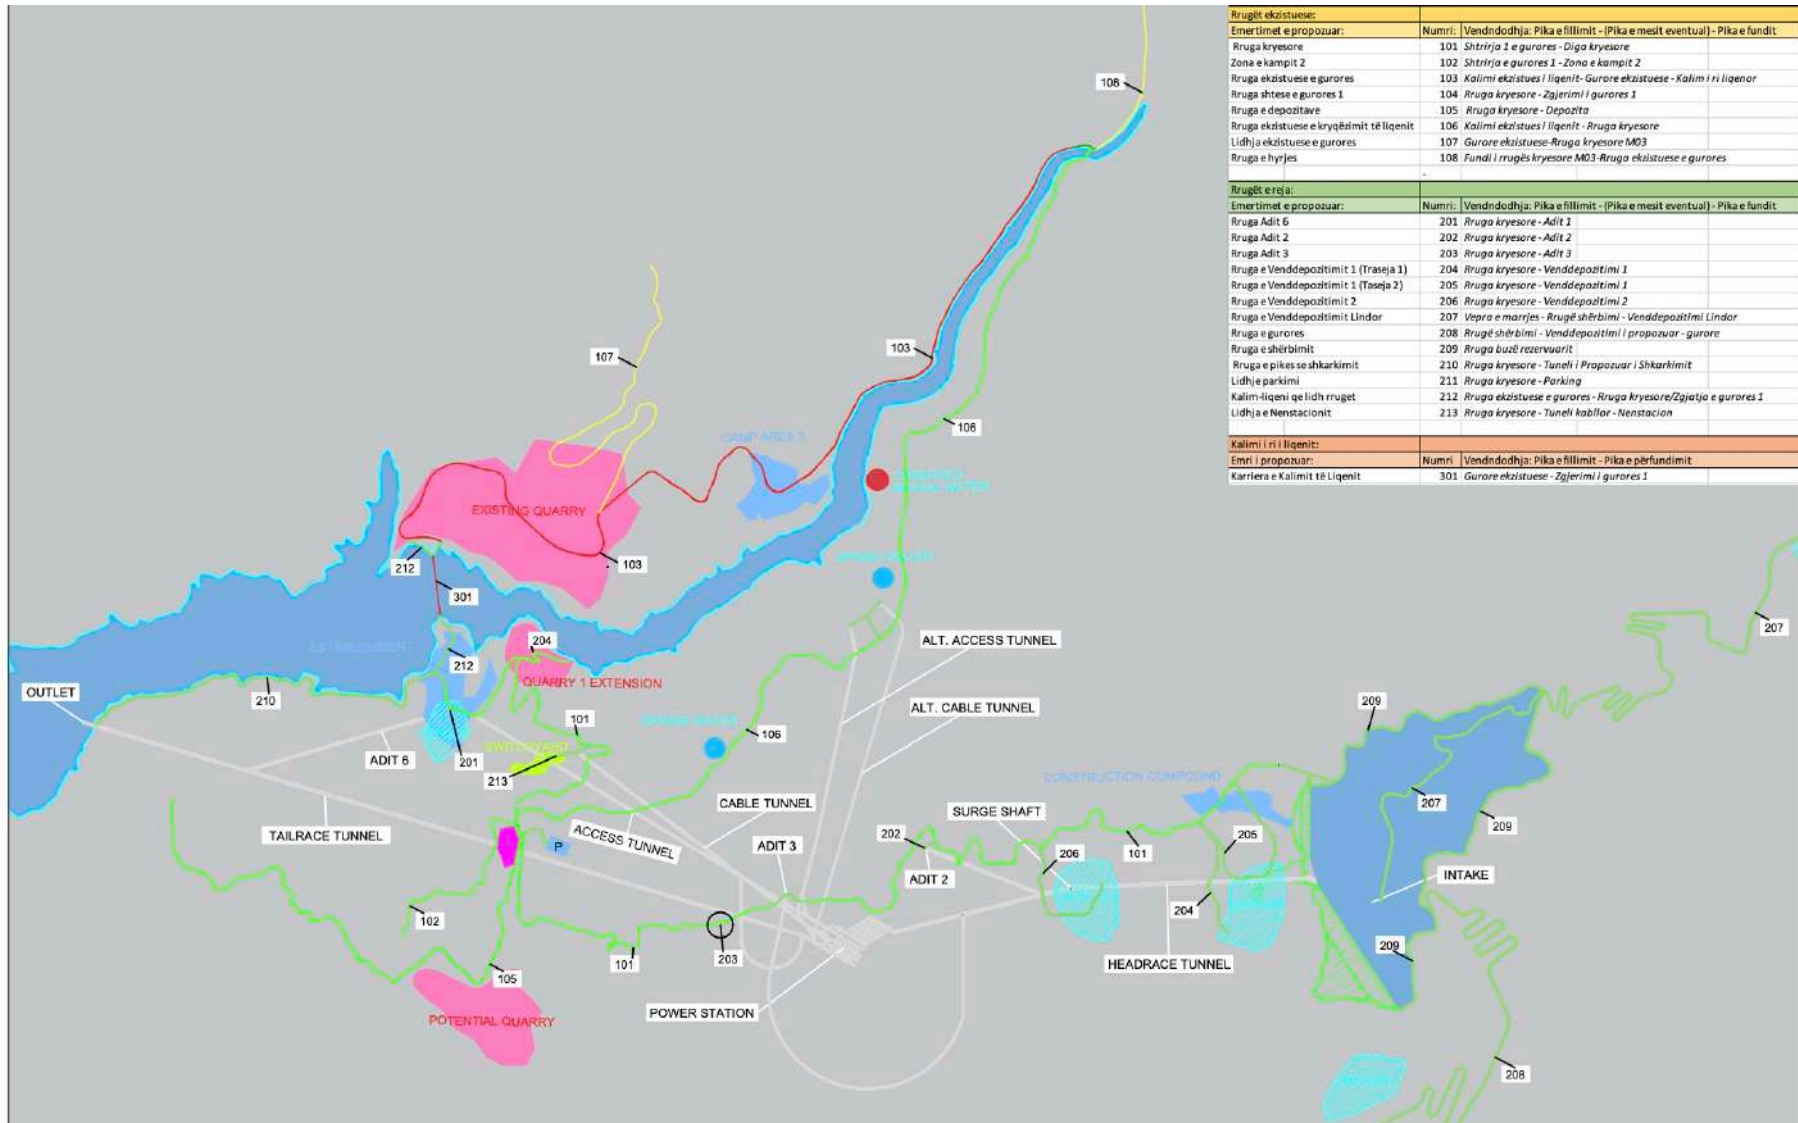 Rrugët ekzistuese:
Emertimet e propozuar: Numri: Vendndodhja: Pika e fillimit - (Pika e mesit eventual) - Pika e fundit
Rruga kryesore 101 Shtrirja 1 e gurores - Diga kryesore
Zona e kampit 2 102 Shtrirja e gurores 1 - Zona e kampit 2
Rruga ekzistuese e gurores 103 Kalimi ekzistues i liqenit- Gurore ekzistuese - Kalim i ri liqenor
Rruga shtese e gurores 1 104 Rruga kryesore - Zgjerimi i gurores 1
Rruga e depozitave 105 Rruga kryesore - Depozita
Rruga ekzistuese e kryqëzimit të liqenit 106 Kalimi ekzistues i liqenit - Rruga kryesore
Lidhja ekzistuese e gurores 107 Gurore ekzistuese-Rruga kryesore M03
Rruga e hyrjes 108 Fundi i rrugës kryesore M03-Rruga ekzistuese e gurores
Rrugët e reja:
Emertimet e propozuar: Numri: Vendndodhja: Pika e fillimit - (Pika e mesit eventual) - Pika e fundit
Rruga Adit 6 201 Rruga kryesore - Adit 1
Rruga Adit 2 202 Rruga kryesore - Adit 2
Rruga Adit 3 203 Rruga kryesore - Adit 3
Rruga e Venddepozitimit 1 (Traseja 1) 204 Rruga kryesore - Venddepozitimi 1
Rruga e Venddepozitimit 1 (Taseja 2) 205 Rruga kryesore - Venddepozitimi 1
Rruga e Venddepozitimit 2 206 Rruga kryesore - Venddepozitimi 2
Rruga e Venddepozitimit Lindor 207 Vepra e marrjes - Rrugë shërbimi - Venddepozitimi Lindor
Rruga e gurores 208 Rrugë shërbimi - Venddepozitimi i propozuar - gurore
Rruga e shërbimit 209 Rruga buzë rezervuarit
Rruga e pikes se shkarkimit 210 Rruga kryesore - Tuneli i Propozuar i Shkarkimit
Lidhje parkimi 211 Rruga kryesore - Parking
Kalim-liqeni qe lidh rruget 212 Rruga ekzistuese e gurores - Rruga kryesore/Zgjatja e gurores 1
Lidhja e Nenstacionit 213 Rruga kryesore - Tuneli kabllor - Nenstacion
Kalimi i ri i liqenit:
Emri i propozuar: Numri Vendndodhja: Pika e fillimit - Pika e përfundimit
Karriera e Kalimit të Liqenit 301 Gurore ekzistuese - Zgjerimi i gurores 1
108
107
103
106
CAMP AREA 3
EXISTING QUARRY
SPRING WATER
212
103
301
204
212
ALT. ACCESS TUNNEL
207
QUARRY 1 EXTENSION
OUTLET
210
ALT. CABLE TUNNEL
209
101
SPRING WATER
106
SWITCHYARD
ADIT 6
201
213
CONSTRUCTION COMPOUND
207
209
CABLE TUNNEL
SURGE SHAFT
TAILRACE TUNNEL
ACCESS TUNNEL
P
ADIT 3
202
101
205
206
ADIT 2
INTAKE
204
102
209
101
203
HEADRACE TUNNEL
105
POWER STATION
POTENTIAL QUARRY
208